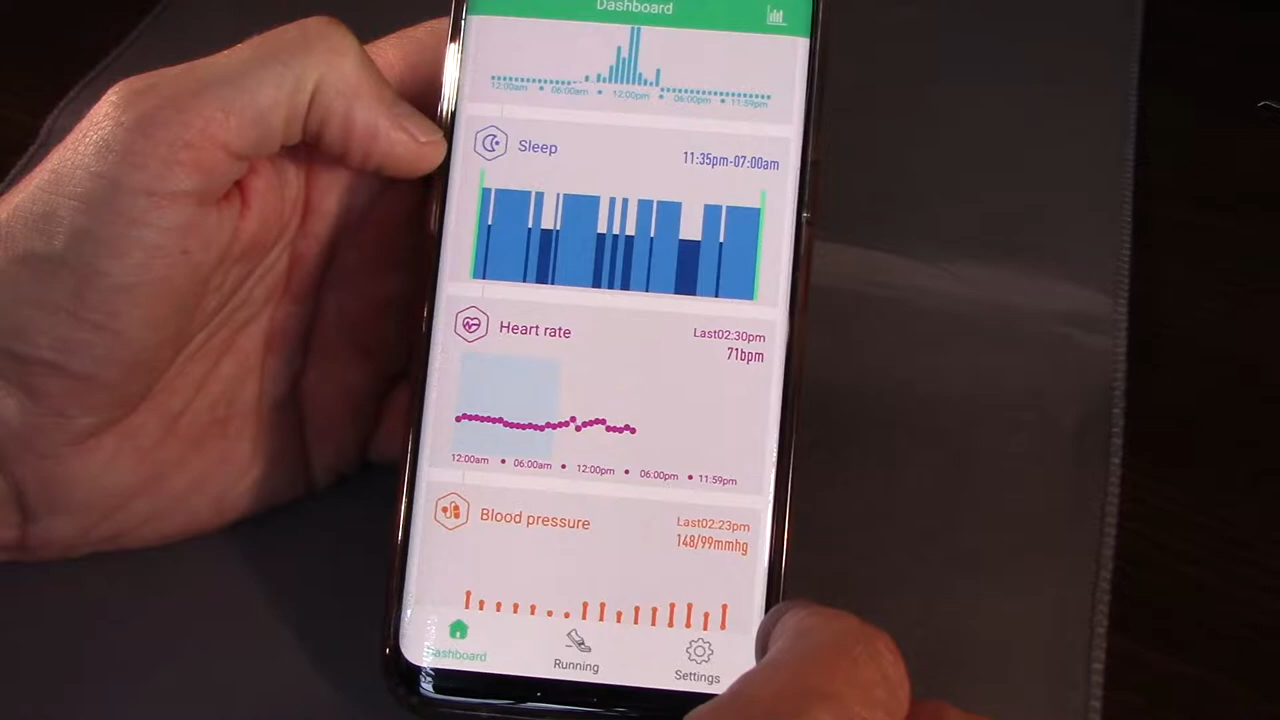 Dashboard
12:00am 06:00am 12:00pm 06:00pm 11:59pm
Sleep
11:35pm-07:00am
Heart rate
Last02:30pm
71bpm
12:00am 06:00am 12:00pm 06:00pm 11:59pm
Blood pressure
Last02:23pm
148/99mmhg
Dashboard Running Settings